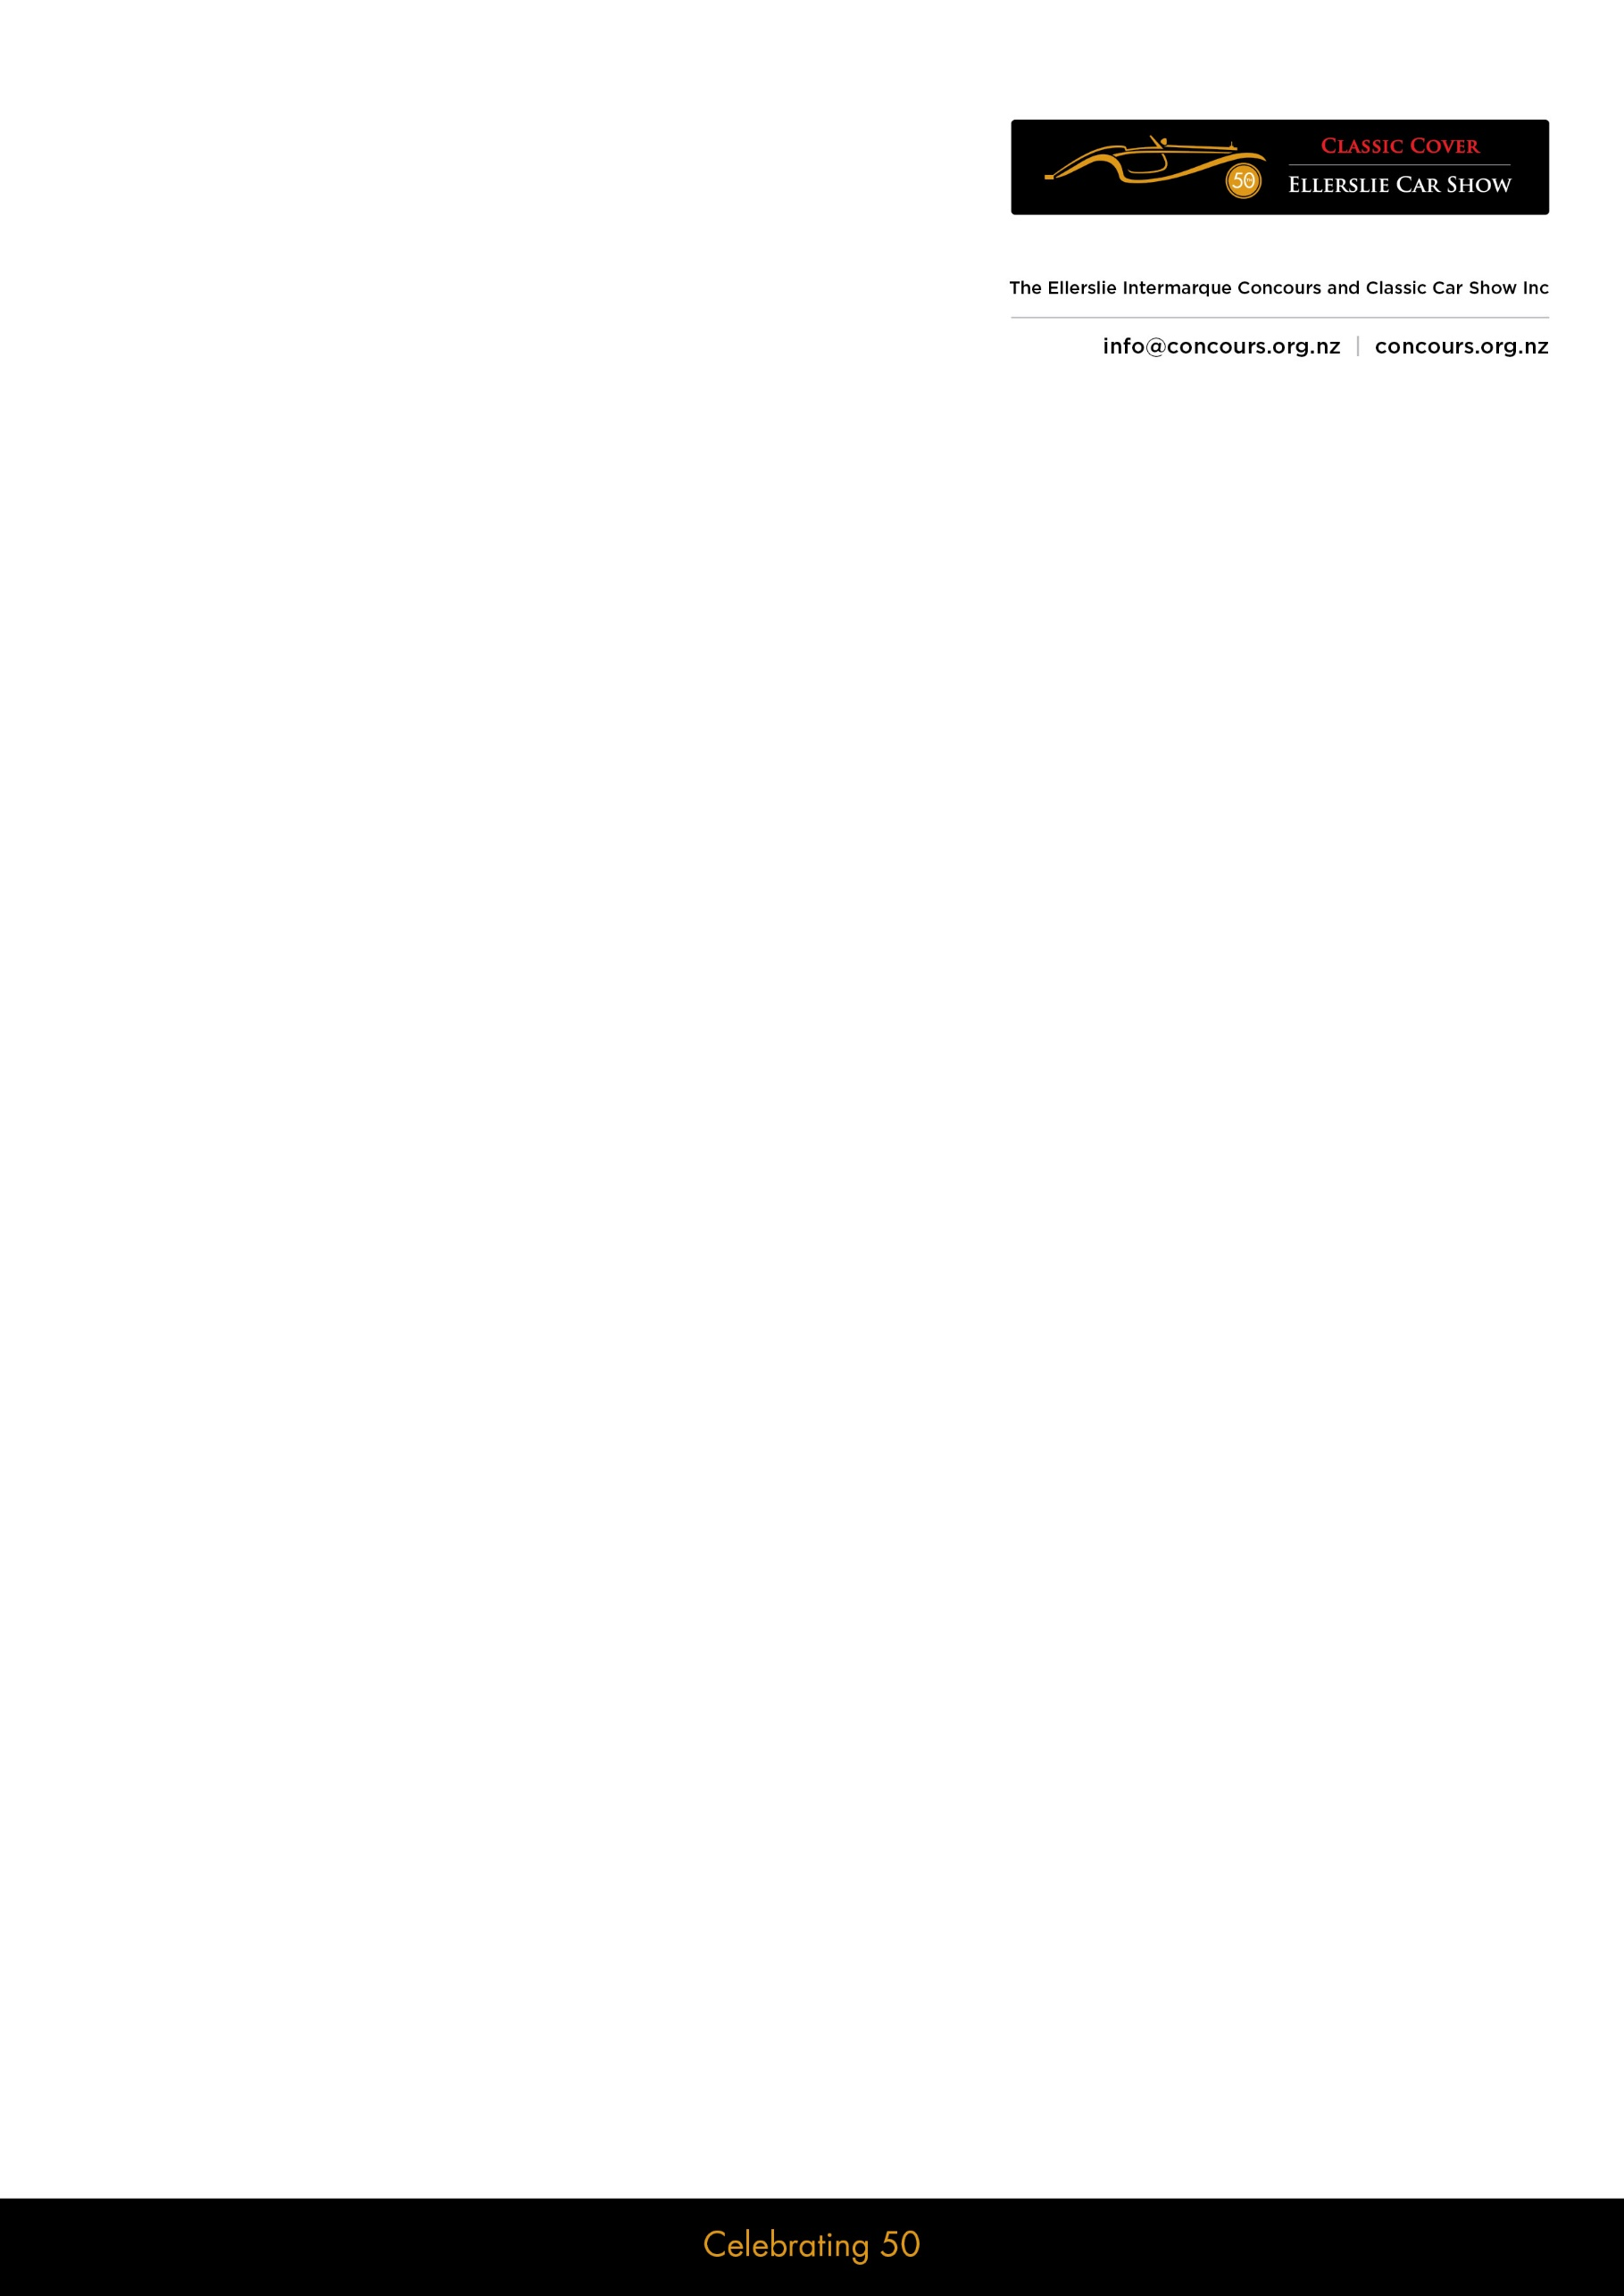 Classic Cover
50
Ellerslie Car Show
The Ellerslie Intermarque Concours and Classic Car Show Inc
info@concours.org.nz | concours.org.nz
Celebrating 50